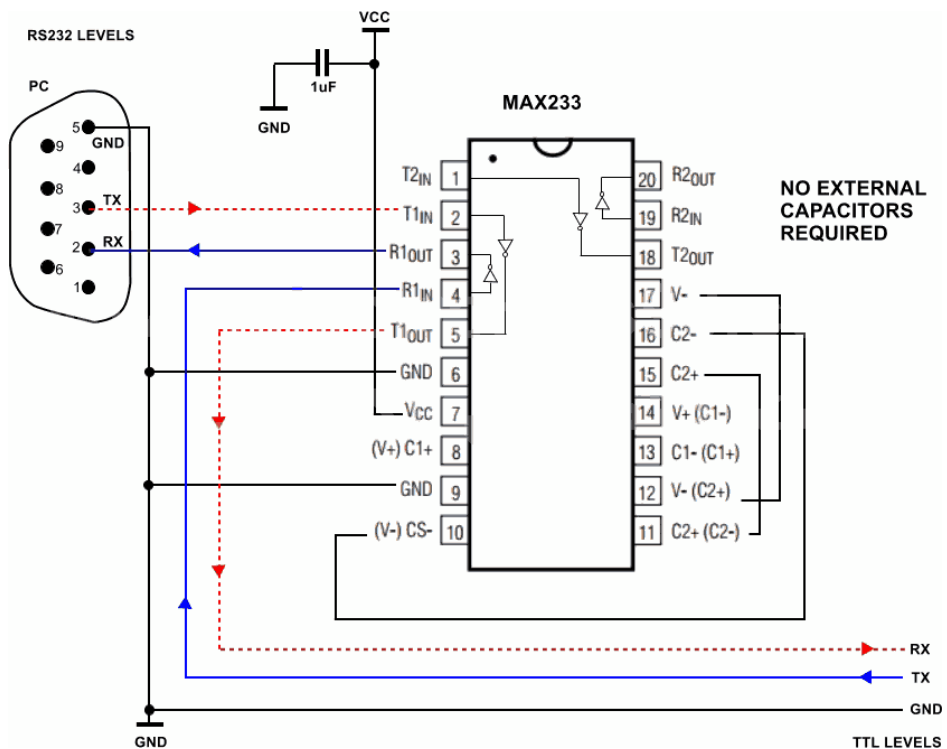 VCC
RS232 LEVELS
PC
1uF
GND
MAX233
5
GND
9
4
8
3
TX
7
2
RX
6
1
T2IN
1
T1IN
2
R1OUT
3
R1IN
4
T1OUT
5
GND
6
VCC
7
(V+) C1+
8
GND
9
(V-) CS-
10
20
R2OUT
19
R2IN
18
T2OUT
17
V-
16
C2-
15
C2+
14
V+ (C1-)
13
C1- (C1+)
12
V- (C2+)
11
C2+ (C2-)
NO EXTERNAL
CAPACITORS
REQUIRED
RX
TX
GND
GND
TTL LEVELS